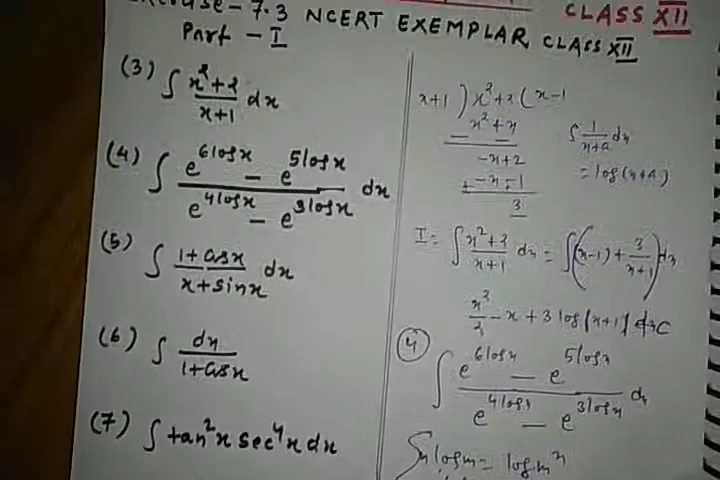 Exercise - 7.3 NCERT EXEMPLAR CLASS XII
CLASS XII
Part - I
(3) ∫ x²+2 / x+1 dx
(4) ∫ e^6logx - e^5logx / e^4logx - e^3logx dx
(5) ∫ 1+cosx / x+sinx dx
(6) ∫ dx / 1+cosx
(7) ∫ tan²x sec⁴x dx
x+1 ) x²+2 ( x-1
x²+x
-x+2
-x-1
3
∫ 1/x+a dx
= log(x+a)
I = ∫ x²+2 / x+1 dx = ∫ ((x-1) + 3/x+1) dx
x²/2 - x + 3 log|x+1| + C
(4) ∫ e^6logx - e^5logx / e^4logx - e^3logx dx
n logm = log m^n